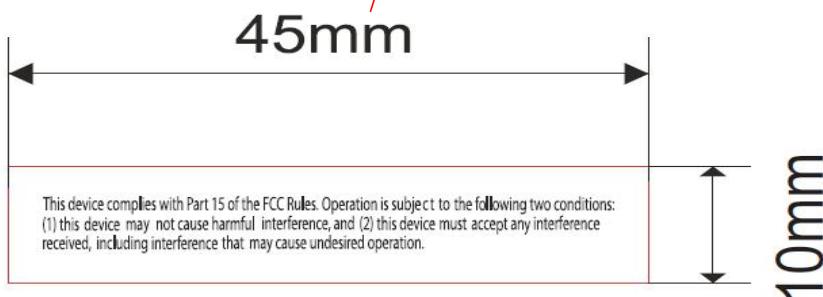 45mm
This device complies with Part 15 of the FCC Rules. Operation is subject to the following two conditions:
(1) this device may not cause harmful interference, and (2) this device must accept any interference
received, including interference that may cause undesired operation.
10mm